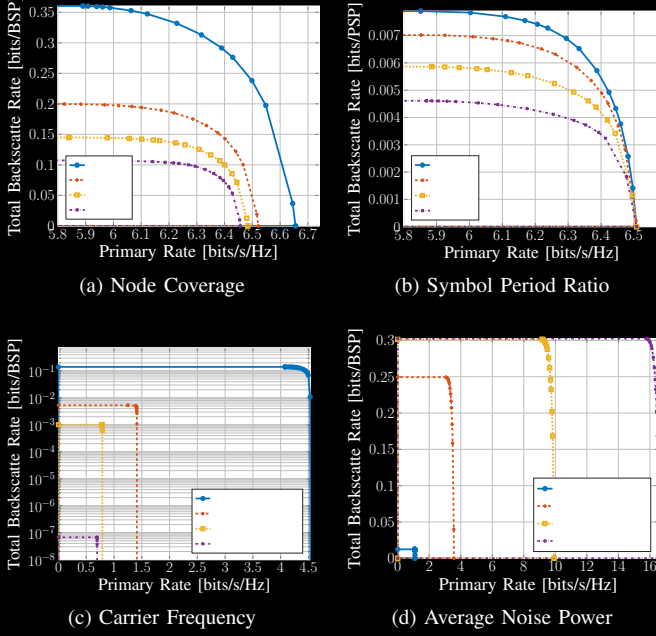 Total Backscatte Rate [bits/BSP]
0.35
0.3
0.25
0.2
0.15
0.1
0.05
0
5.8 5.9 6 6.1 6.2 6.3 6.4 6.5 6.6 6.7
Primary Rate [bits/s/Hz]
(a) Node Coverage
Total Backscatte Rate [bits/PSP]
0.007
0.006
0.005
0.004
0.003
0.002
0.001
0
5.8 5.9 6 6.1 6.2 6.3 6.4 6.5
Primary Rate [bits/s/Hz]
(b) Symbol Period Ratio
Total Backscatte Rate [bits/BSP]
10−1
10−2
10−3
10−4
10−5
10−6
10−7
10−8
0 0.5 1 1.5 2 2.5 3 3.5 4 4.5
Primary Rate [bits/s/Hz]
(c) Carrier Frequency
Total Backscatte Rate [bits/BSP]
0.3
0.25
0.2
0.15
0.1
0.05
0
0 2 4 6 8 10 12 14 16
Primary Rate [bits/s/Hz]
(d) Average Noise Power